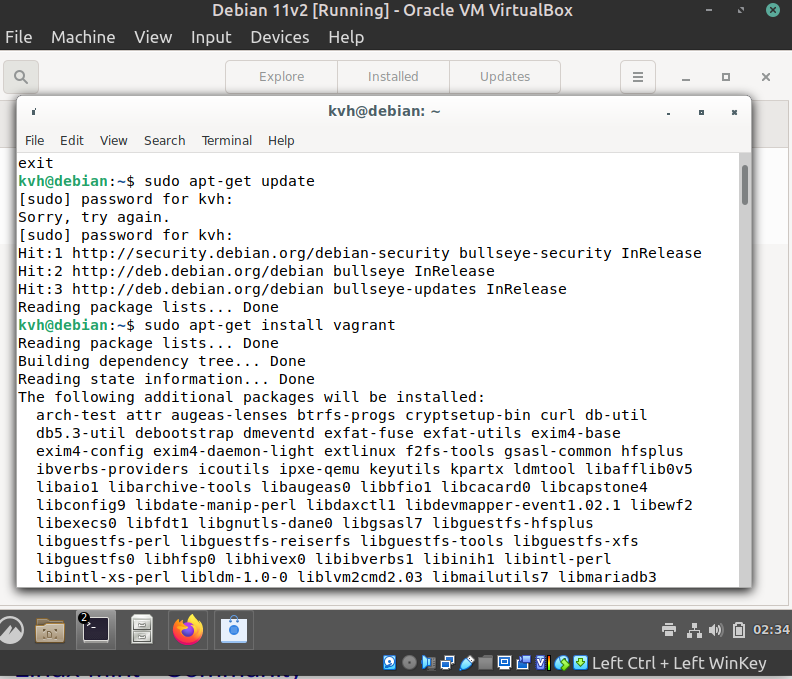 Debian 11v2 [Running] - Oracle VM VirtualBox
File Machine View Input Devices Help
Explore Installed Updates
kvh@debian: ~
File Edit View Search Terminal Help
exit
kvh@debian:~$ sudo apt-get update
[sudo] password for kvh:
Sorry, try again.
[sudo] password for kvh:
Hit:1 http://security.debian.org/debian-security bullseye-security InRelease
Hit:2 http://deb.debian.org/debian bullseye InRelease
Hit:3 http://deb.debian.org/debian bullseye-updates InRelease
Reading package lists... Done
kvh@debian:~$ sudo apt-get install vagrant
Reading package lists... Done
Building dependency tree... Done
Reading state information... Done
The following additional packages will be installed:
arch-test attr augeas-lenses btrfs-progs cryptsetup-bin curl db-util
db5.3-util debootstrap dmeventd exfat-fuse exfat-utils exim4-base
exim4-config exim4-daemon-light extlinux f2fs-tools gsasl-common hfsplus
ibverbs-providers icoutils ipxe-qemu keyutils kpartx ldmtool libafflib0v5
libaio1 libarchive-tools libaugeas0 libbfio1 libcacard0 libcapstone4
libconfig9 libdate-manip-perl libdaxctl1 libdevmapper-event1.02.1 libewf2
libexecs0 libfdt1 libgnutls-dane0 libgsasl7 libguestfs-hfsplus
libguestfs-perl libguestfs-reiserfs libguestfs-tools libguestfs-xfs
libguestfs0 libhfsp0 libhivex0 libibverbs1 libinih1 libintl-perl
libintl-xs-perl libldm-1.0-0 liblvm2cmd2.03 libmailutils7 libmariadb3
2
02:34
Left Ctrl + Left WinKey